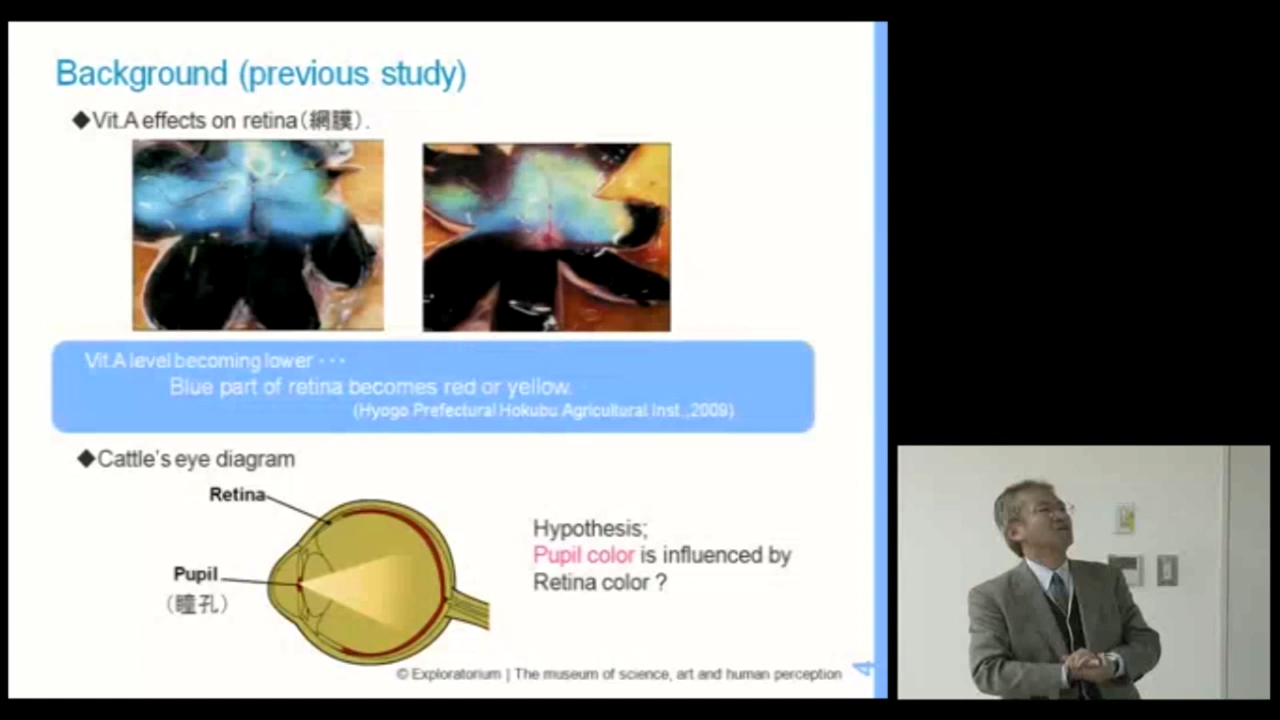 Background (previous study)
◆Vit.A effects on retina(網膜).
Vit.A level becoming lower・・・
Blue part of retina becomes red or yellow.
(Hyogo Prefectural Hokubu Agricultural Inst.,2009)
◆Cattle's eye diagram
Retina
Pupil
(瞳孔)
Hypothesis;
Pupil color is influenced by
Retina color ?
© Exploratorium | The museum of science, art and human perception
4